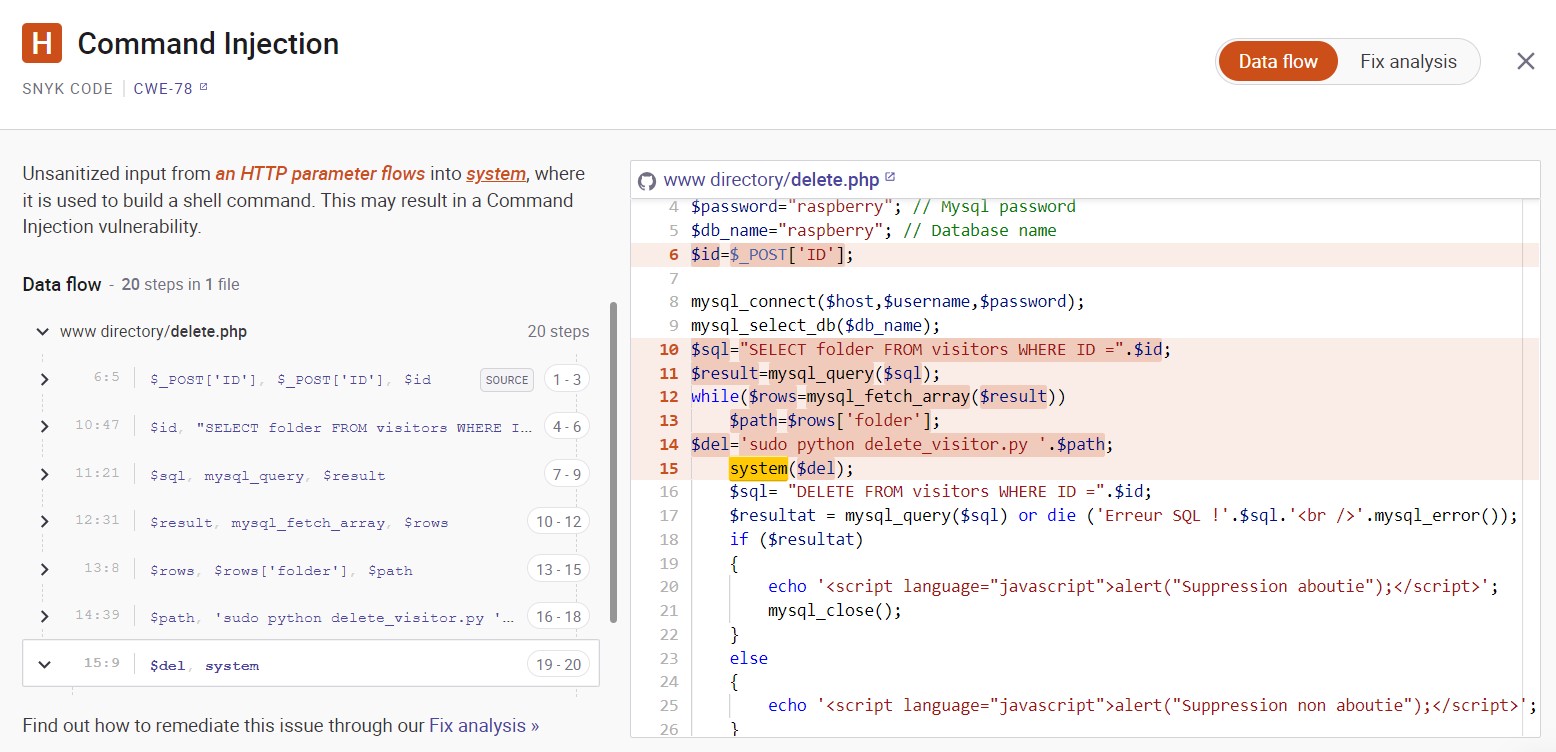 H Command Injection
SNYK CODE | CWE-78
Data flow Fix analysis
Unsanitized input from an HTTP parameter flows into system, where
it is used to build a shell command. This may result in a Command
Injection vulnerability.
Data flow - 20 steps in 1 file
www directory/delete.php 20 steps
6:5 $_POST['ID'], $_POST['ID'], $id SOURCE 1 - 3
10:47 $id, "SELECT folder FROM visitors WHERE I... 4 - 6
11:21 $sql, mysql_query, $result 7 - 9
12:31 $result, mysql_fetch_array, $rows 10 - 12
13:8 $rows, $rows['folder'], $path 13 - 15
14:39 $path, 'sudo python delete_visitor.py '... 16 - 18
15:9 $del, system 19 - 20
Find out how to remediate this issue through our Fix analysis »
www directory/delete.php
4 $password="raspberry"; // Mysql password
5 $db_name="raspberry"; // Database name
6 $id=$_POST['ID'];
7
8 mysql_connect($host,$username,$password);
9 mysql_select_db($db_name);
10 $sql="SELECT folder FROM visitors WHERE ID =".$id;
11 $result=mysql_query($sql);
12 while($rows=mysql_fetch_array($result))
13 $path=$rows['folder'];
14 $del='sudo python delete_visitor.py '.$path;
15 system($del);
16 $sql= "DELETE FROM visitors WHERE ID =".$id;
17 $resultat = mysql_query($sql) or die ('Erreur SQL !'.$sql.'<br />'.mysql_error());
18 if ($resultat)
19 {
20 echo '<script language="javascript">alert("Suppression aboutie");</script>';
21 mysql_close();
22 }
23 else
24 {
25 echo '<script language="javascript">alert("Suppression non aboutie");</script>';
26 }